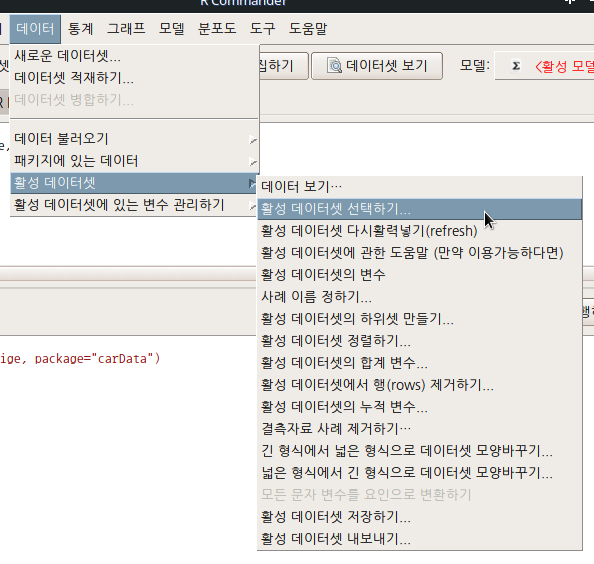 R Commander
데이터 통계 그래프 모델 분포도 도구 도움말
새로운 데이터셋...
데이터셋 적재하기...
데이터셋 병합하기...
데이터 불러오기
패키지에 있는 데이터
활성 데이터셋
활성 데이터셋에 있는 변수 관리하기
집하기 데이터셋 보기 모델: Σ <활성 모델
데이터 보기...
활성 데이터셋 선택하기...
활성 데이터셋 다시활력넣기(refresh)
활성 데이터셋에 관한 도움말 (만약 이용가능하다면)
활성 데이터셋의 변수
사례 이름 정하기...
활성 데이터셋의 하위셋 만들기...
활성 데이터셋 정렬하기...
활성 데이터셋의 합계 변수...
활성 데이터셋에서 행(rows) 제거하기...
활성 데이터셋의 누적 변수...
결측자료 사례 제거하기...
긴 형식에서 넓은 형식으로 데이터셋 모양바꾸기...
넓은 형식에서 긴 형식으로 데이터셋 모양바꾸기...
모든 문자 변수를 요인으로 변환하기
활성 데이터셋 저장하기...
활성 데이터셋 내보내기...
ige, package="carData")